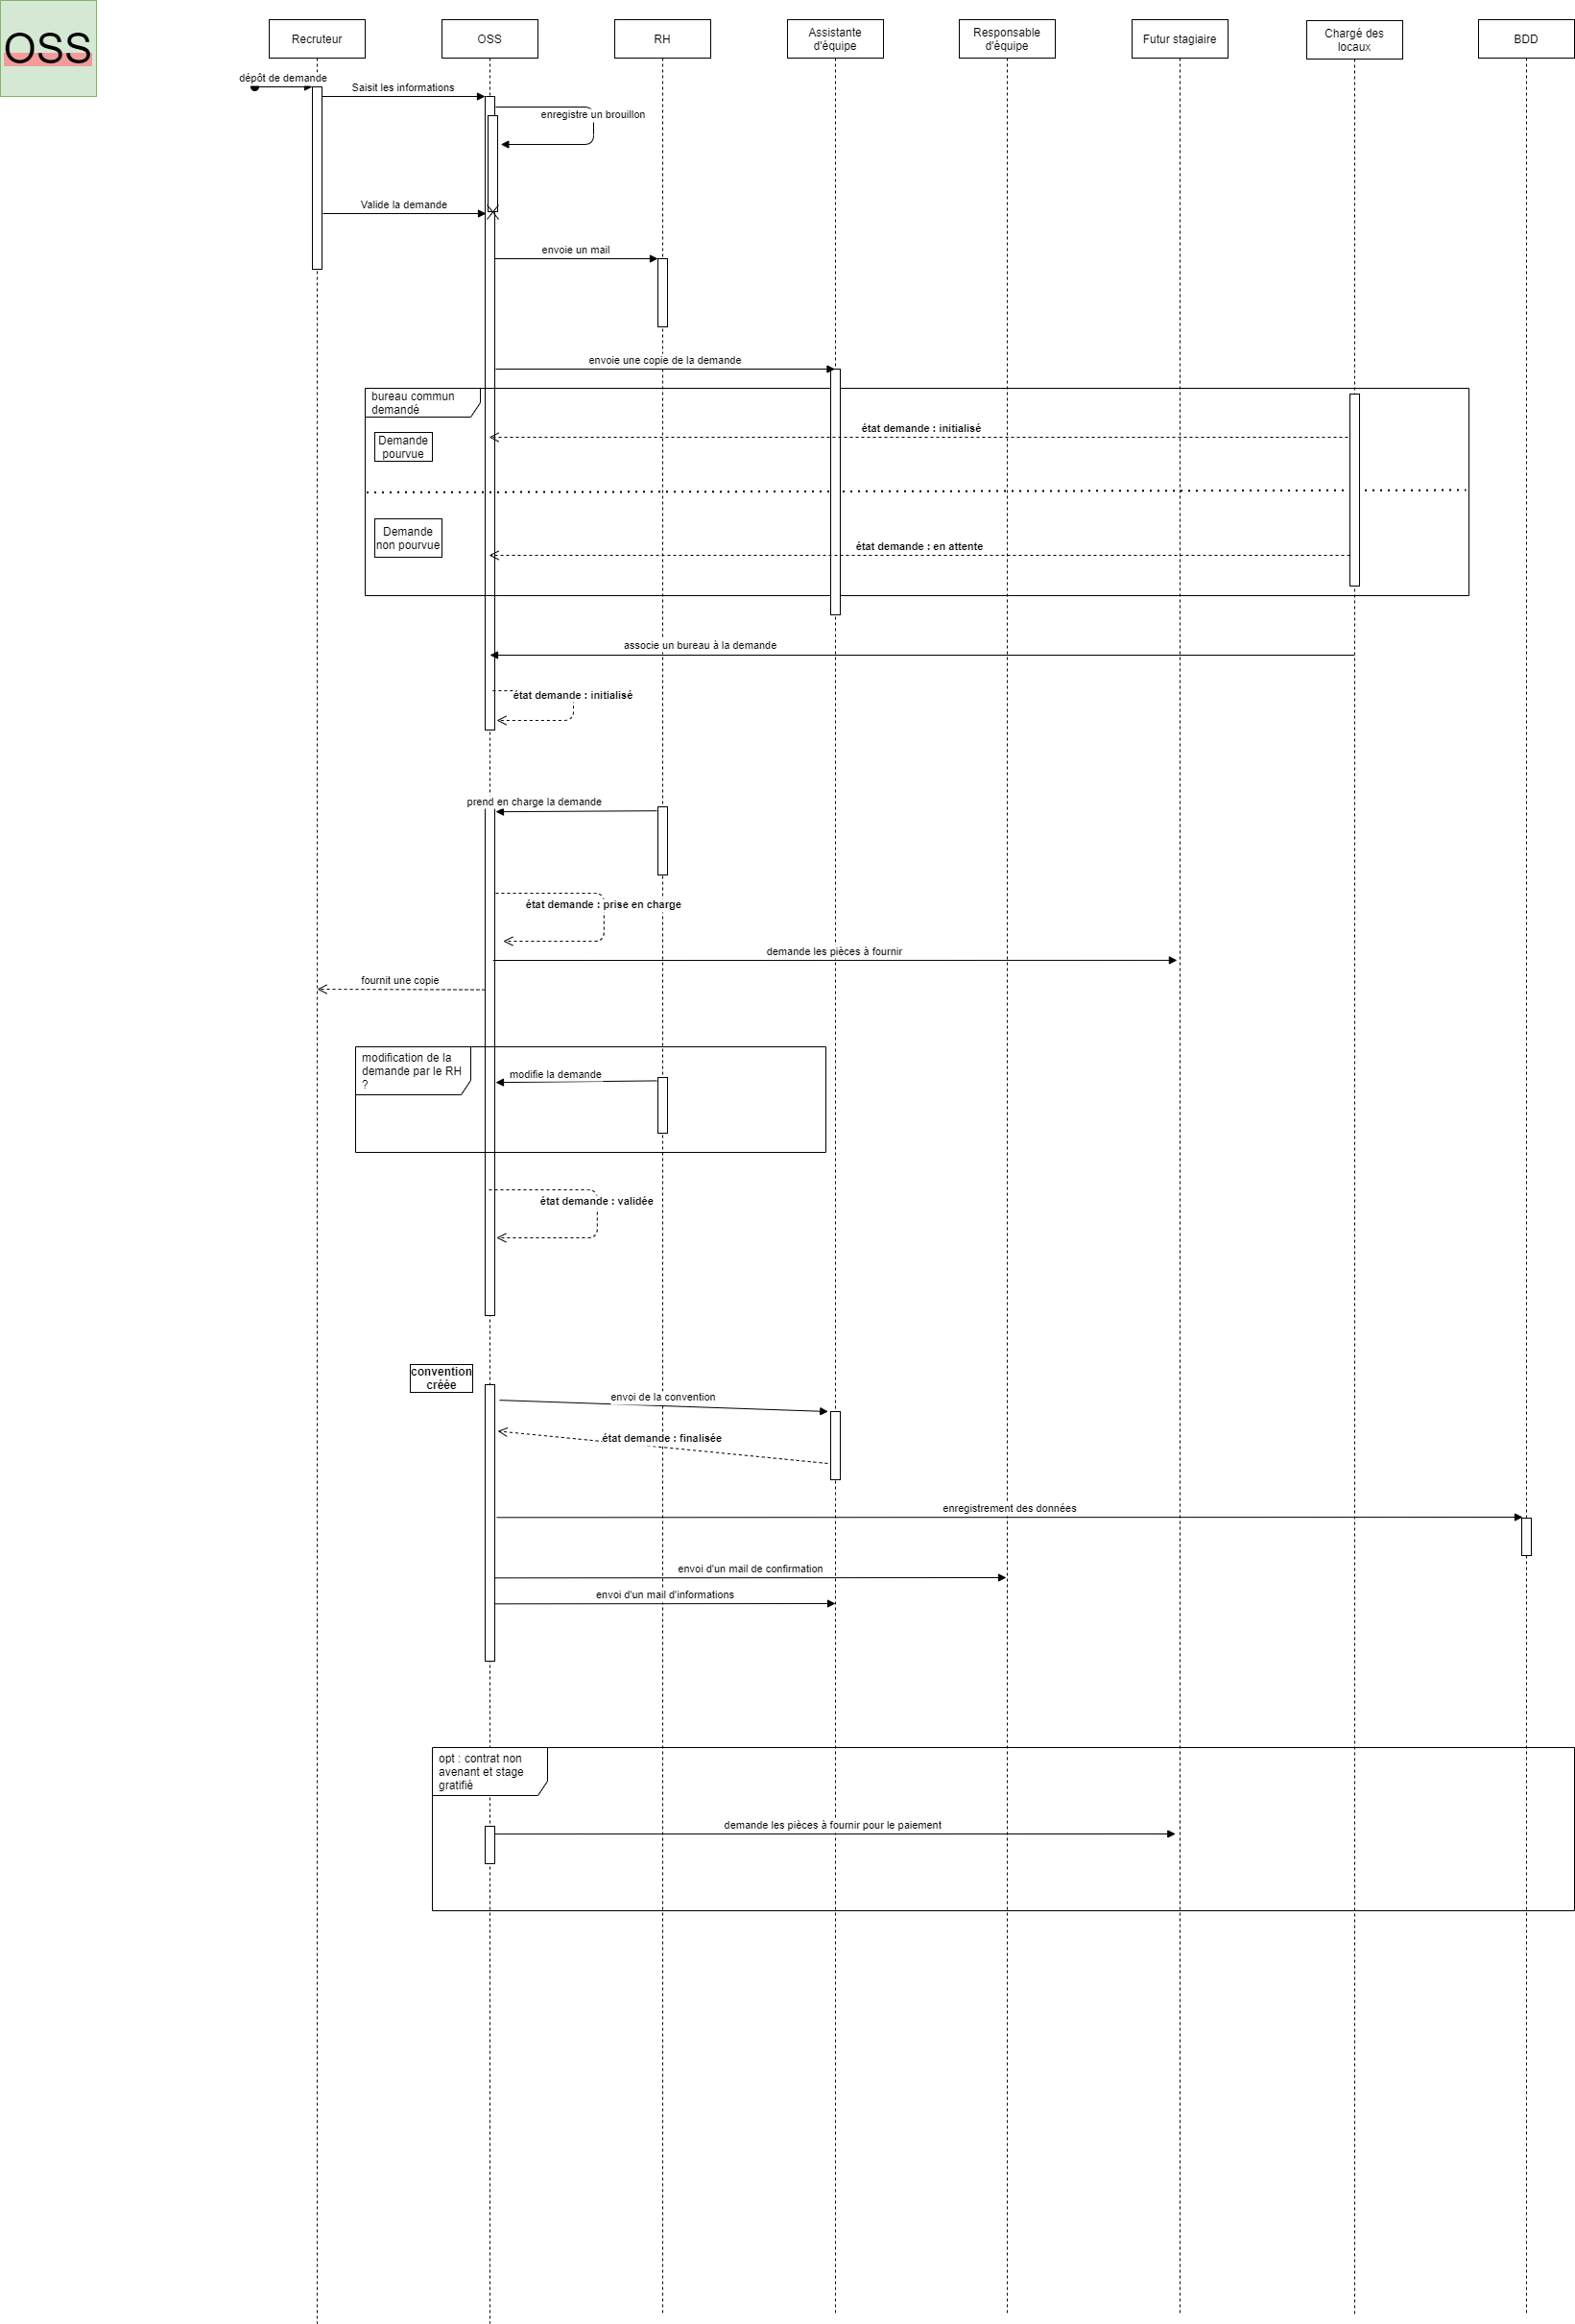 OSS
Recruteur
OSS
RH
Assistante
d'équipe
Responsable
d'équipe
Futur stagiaire
Chargé des
locaux
BDD
dépôt de demande
Saisit les informations
enregistre un brouillon
Valide la demande
envoie un mail
envoie une copie de la demande
bureau commun
demandé
état demande : initialisé
Demande
pourvue
Demande
non pourvue
état demande : en attente
associe un bureau à la demande
état demande : initialisé
prend en charge la demande
état demande : prise en charge
demande les pièces à fournir
fournit une copie
modification de la
demande par le RH
?
modifie la demande
état demande : validée
convention
créée
envoi de la convention
état demande : finalisée
enregistrement des données
envoi d'un mail de confirmation
envoi d'un mail d'informations
opt : contrat non
avenant et stage
gratifié
demande les pièces à fournir pour le paiement